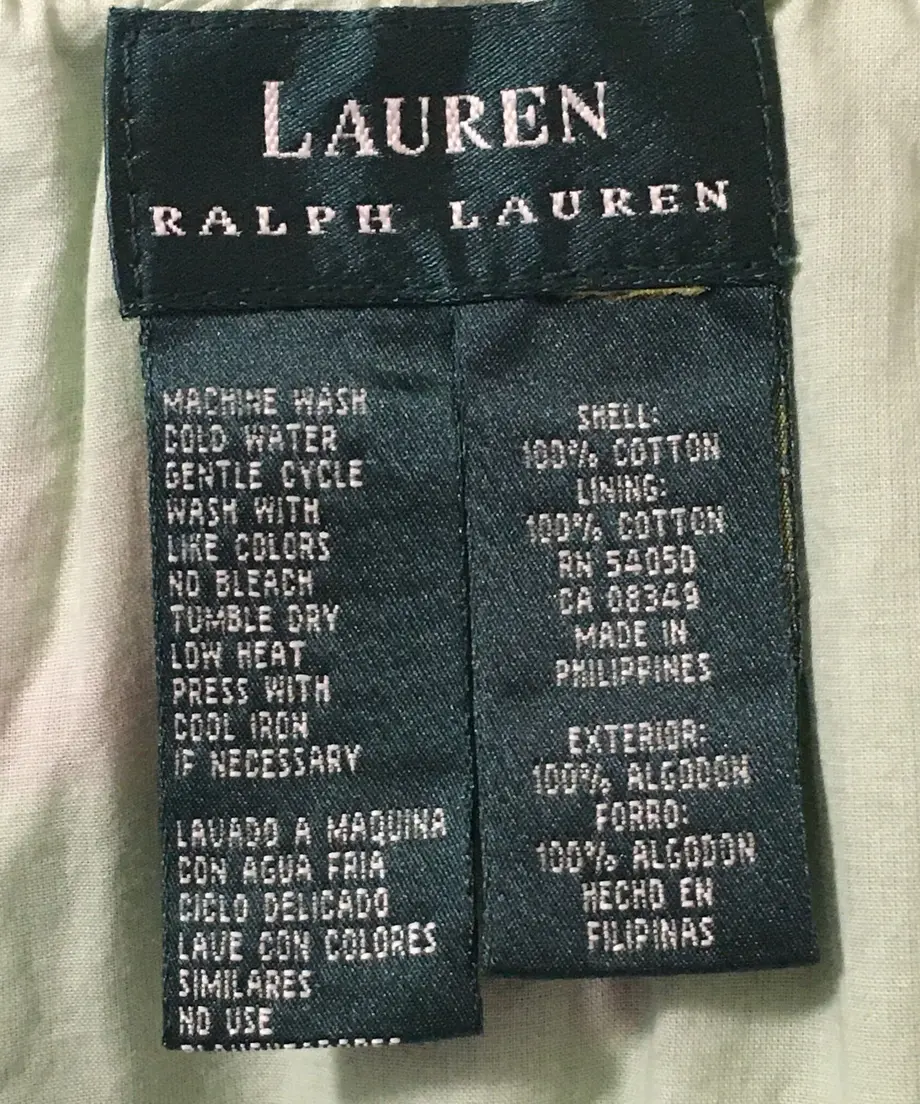 LAUREN
RALPH LAUREN
MACHINE WASH
COLD WATER
GENTLE CYCLE
WASH WITH
LIKE COLORS
NO BLEACH
TUMBLE DRY
LOW HEAT
PRESS WITH
COOL IRON
IF NECESSARY
LAVADO A MAQUINA
CON AGUA FRIA
CICLO DELICADO
LAVE CON COLORES
SIMILARES
NO USE
SHELL:
100% COTTON
LINING:
100% COTTON
RN 54050
CA 08349
MADE IN
PHILIPPINES
EXTERIOR:
100% ALGODON
FORRO:
100% ALGODON
HECHO EN
FILIPINAS